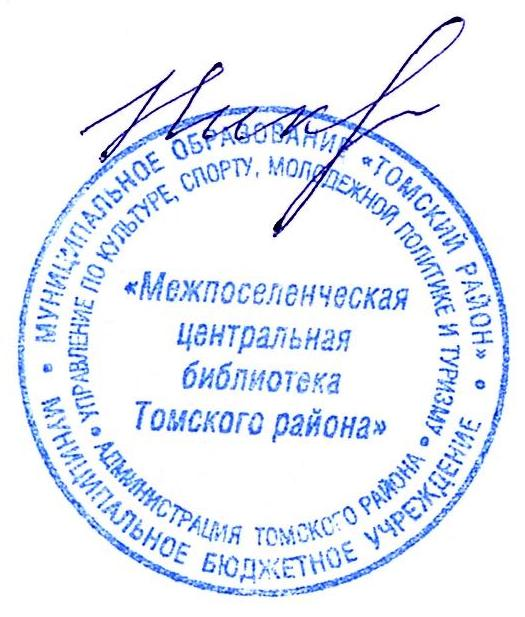 МУНИЦИПАЛЬНОЕ ОБРАЗОВАНИЕ «ТОМСКИЙ РАЙОН» •
МУНИЦИПАЛЬНОЕ БЮДЖЕТНОЕ УЧРЕЖДЕНИЕ •
УПРАВЛЕНИЕ ПО КУЛЬТУРЕ, СПОРТУ, МОЛОДЕЖНОЙ ПОЛИТИКЕ И ТУРИЗМУ •
АДМИНИСТРАЦИЯ ТОМСКОГО РАЙОНА •
«Межпоселенческая
центральная
библиотека
Томского района»